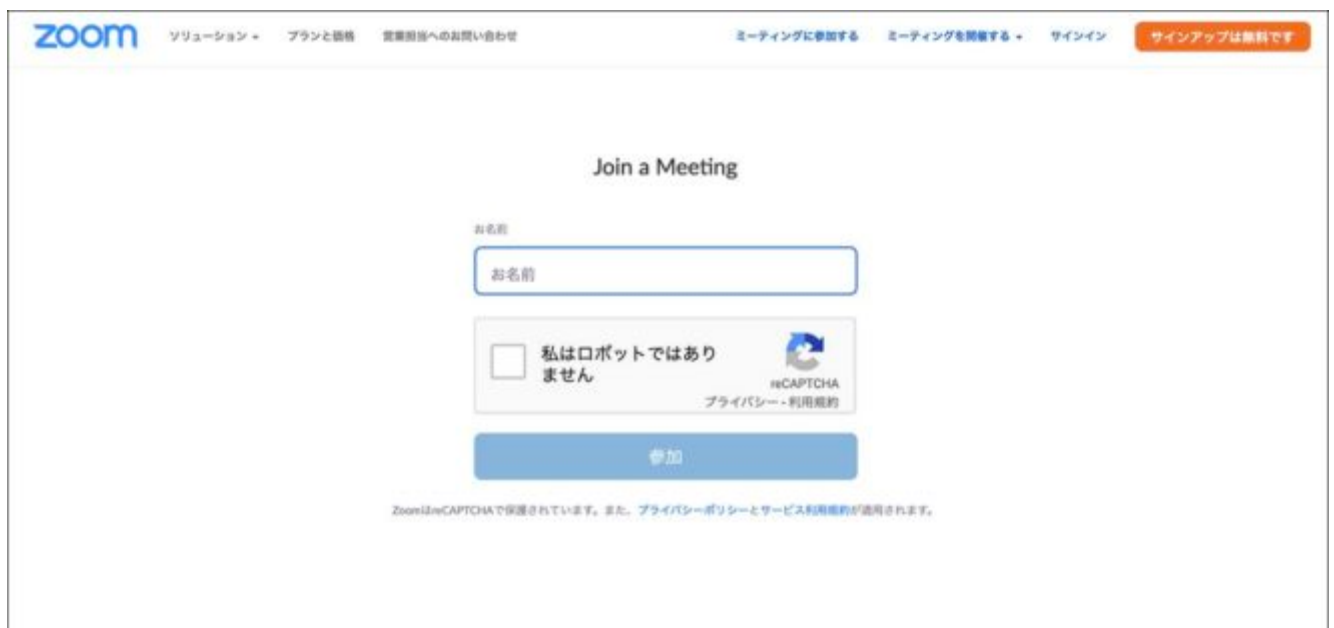 zoom ソリューション プランと価格 営業担当へのお問い合わせ ミーティングに参加する ミーティングを開催する サインイン サインアップは無料です
Join a Meeting
お名前
お名前
私はロボットではあり
ません
reCAPTCHA
プライバシー - 利用規約
参加
ZoomはreCAPTCHAで保護されています。また、プライバシーポリシーとサービス利用規約が適用されます。